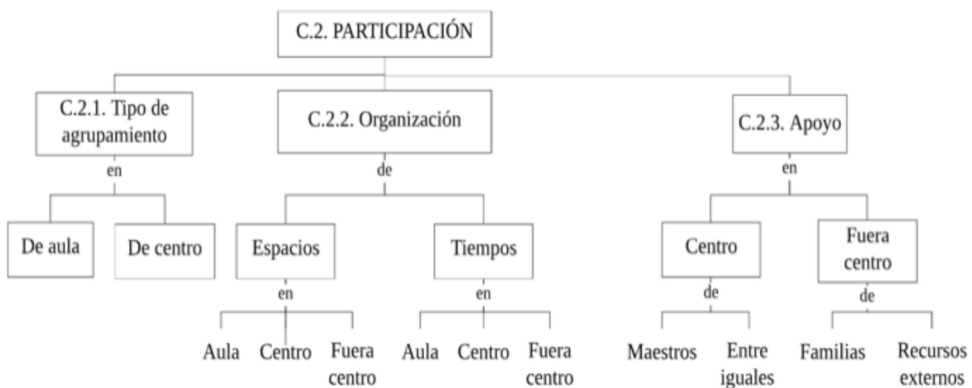 C.2. PARTICIPACIÓN
C.2.1. Tipo de
agrupamiento
C.2.2. Organización
C.2.3. Apoyo
en
de
en
De aula
De centro
Espacios
Tiempos
Centro
Fuera
centro
en
en
de
de
Aula
Centro
Fuera
centro
Aula
Centro
Fuera
centro
Maestros
Entre
iguales
Familias
Recursos
externos